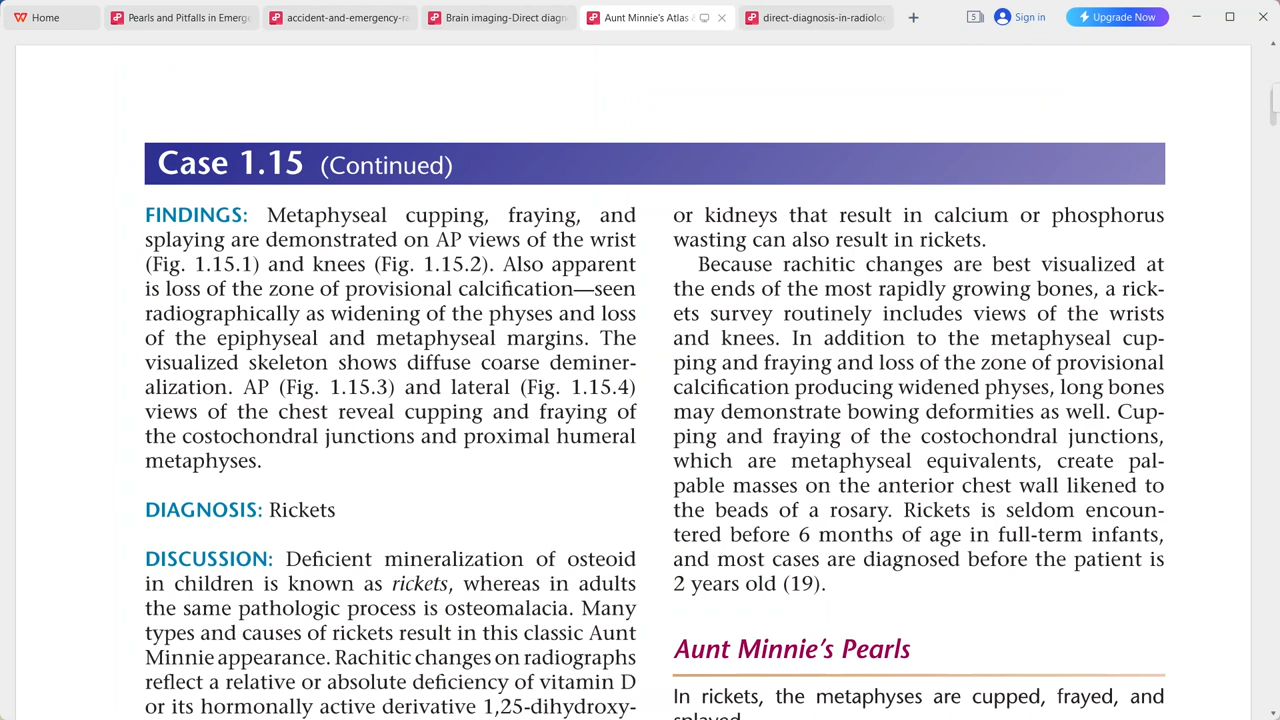 Home
Pearls and Pitfalls in Emerg
accident-and-emergency-ra
Brain imaging-Direct diagn
Aunt Minnie's Atlas
direct-diagnosis-in-radiolo
5
Sign in
Upgrade Now
Case 1.15 (Continued)
FINDINGS: Metaphyseal cupping, fraying, and
splaying are demonstrated on AP views of the wrist
(Fig. 1.15.1) and knees (Fig. 1.15.2). Also apparent
is loss of the zone of provisional calcification—seen
radiographically as widening of the physes and loss
of the epiphyseal and metaphyseal margins. The
visualized skeleton shows diffuse coarse deminer-
alization. AP (Fig. 1.15.3) and lateral (Fig. 1.15.4)
views of the chest reveal cupping and fraying of
the costochondral junctions and proximal humeral
metaphyses.
DIAGNOSIS: Rickets
DISCUSSION: Deficient mineralization of osteoid
in children is known as rickets, whereas in adults
the same pathologic process is osteomalacia. Many
types and causes of rickets result in this classic Aunt
Minnie appearance. Rachitic changes on radiographs
reflect a relative or absolute deficiency of vitamin D
or its hormonally active derivative 1,25-dihydroxy-
or kidneys that result in calcium or phosphorus
wasting can also result in rickets.
Because rachitic changes are best visualized at
the ends of the most rapidly growing bones, a rick-
ets survey routinely includes views of the wrists
and knees. In addition to the metaphyseal cup-
ping and fraying and loss of the zone of provisional
calcification producing widened physes, long bones
may demonstrate bowing deformities as well. Cup-
ping and fraying of the costochondral junctions,
which are metaphyseal equivalents, create pal-
pable masses on the anterior chest wall likened to
the beads of a rosary. Rickets is seldom encoun-
tered before 6 months of age in full-term infants,
and most cases are diagnosed before the patient is
2 years old (19).
Aunt Minnie's Pearls
In rickets, the metaphyses are cupped, frayed, and
splayed